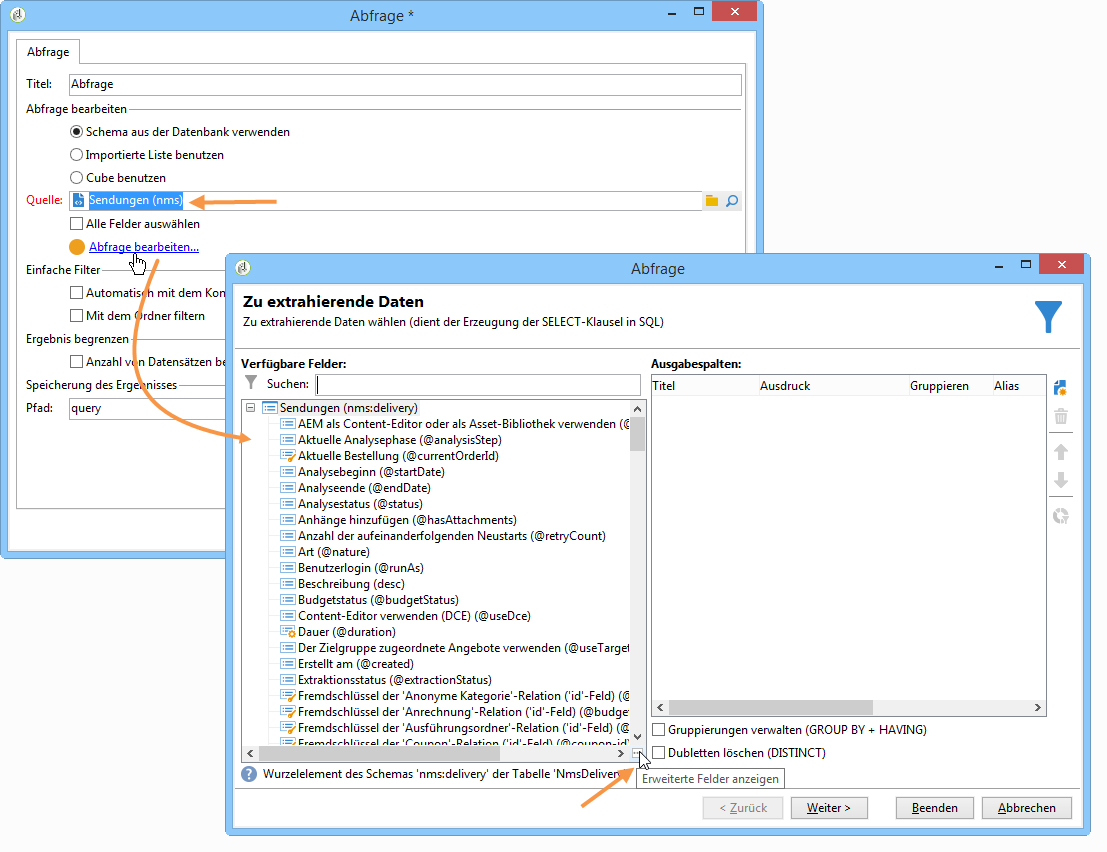 Abfrage *
Abfrage
Titel: Abfrage
Abfrage bearbeiten
Schema aus der Datenbank verwenden
Importierte Liste benutzen
Cube benutzen
Quelle: Sendungen (nms)
Alle Felder auswählen
Abfrage bearbeiten...
Einfache Filter
Automatisch mit dem Kon
Mit dem Ordner filtern
Ergebnis begrenzen
Anzahl von Datensätzen be
Speicherung des Ergebnisses
Pfad: query
Abfrage
Zu extrahierende Daten
Zu extrahierende Daten wählen (dient der Erzeugung der SELECT-Klausel in SQL)
Verfügbare Felder:
Suchen:
Sendungen (nms:delivery)
AEM als Content-Editor oder als Asset-Bibliothek verwenden (@
Aktuelle Analysephase (@analysisStep)
Aktuelle Bestellung (@currentOrderId)
Analysebeginn (@startDate)
Analyseende (@endDate)
Analysestatus (@status)
Anhänge hinzufügen (@hasAttachments)
Anzahl der aufeinanderfolgenden Neustarts (@retryCount)
Art (@nature)
Benutzerlogin (@runAs)
Beschreibung (desc)
Budgetstatus (@budgetStatus)
Content-Editor verwenden (DCE) (@useDce)
Dauer (@duration)
Der Zielgruppe zugeordnete Angebote verwenden (@useTarget
Erstellt am (@created)
Extraktionsstatus (@extractionStatus)
Fremdschlüssel der 'Anonyme Kategorie'-Relation ('id'-Feld) (@
Fremdschlüssel der 'Anrechnung'-Relation ('id'-Feld) (@budge
Fremdschlüssel der 'Ausführungsordner'-Relation ('id'-Feld) (@
Fremdschlüssel der 'Coupon'-Relation ('id'-Feld) (@coupon-id
Wurzelelement des Schemas 'nms:delivery' der Tabelle 'NmsDeliver
Ausgabespalten:
Titel Ausdruck Gruppieren Alias
Gruppierungen verwalten (GROUP BY + HAVING)
Dubletten löschen (DISTINCT)
Erweiterte Felder anzeigen
< Zurück Weiter > Beenden Abbrechen